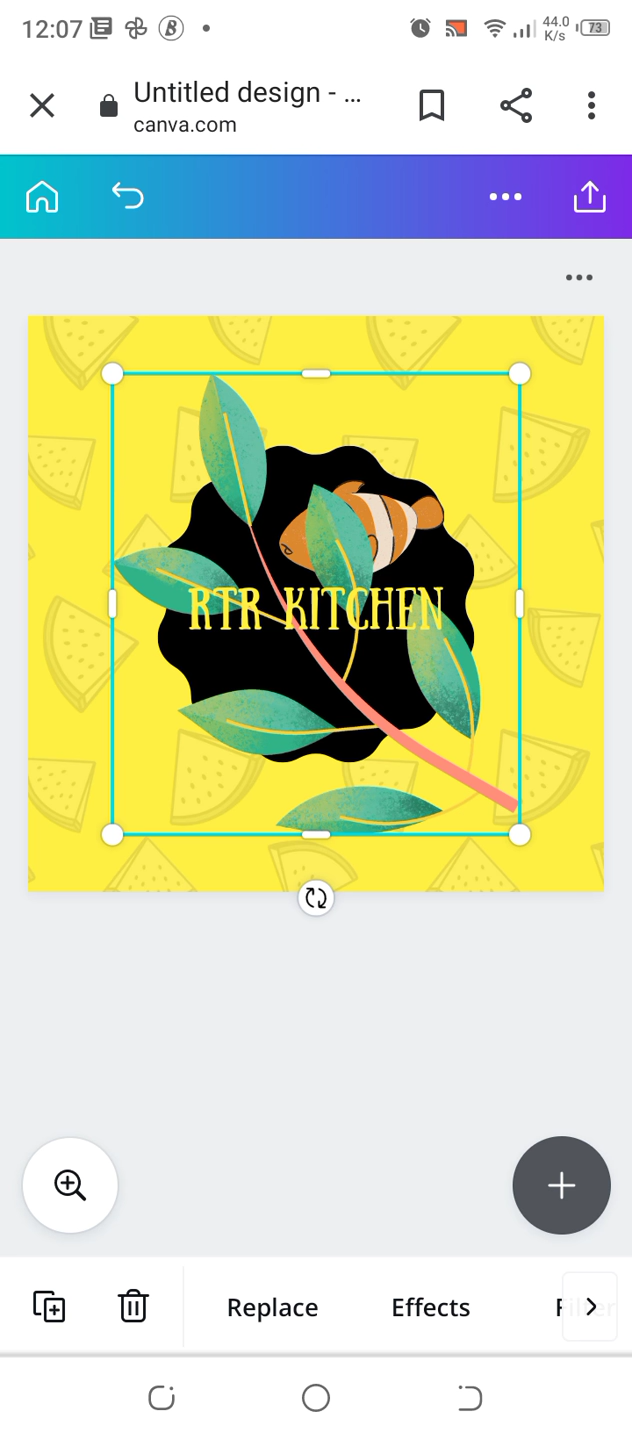 12:07
44.0
K/s
73
Untitled design - ...
canva.com
RTR KITCHEN
Replace
Effects